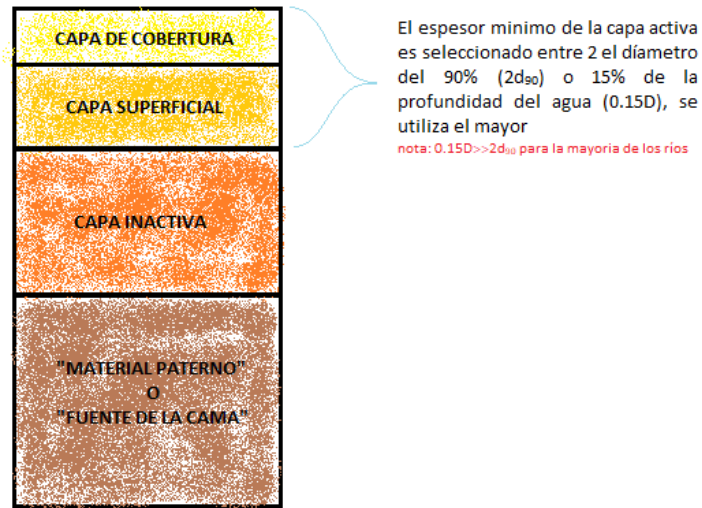 CAPA DE COBERTURA
CAPA SUPERFICIAL
CAPA INACTIVA
"MATERIAL PATERNO"
O
"FUENTE DE LA CAMA"
El espesor minimo de la capa activa
es seleccionado entre 2 el díametro
del 90% (2d₉₀) o 15% de la
profundidad del agua (0.15D), se
utiliza el mayor
nota: 0.15D>>2d₉₀ para la mayoria de los ríos